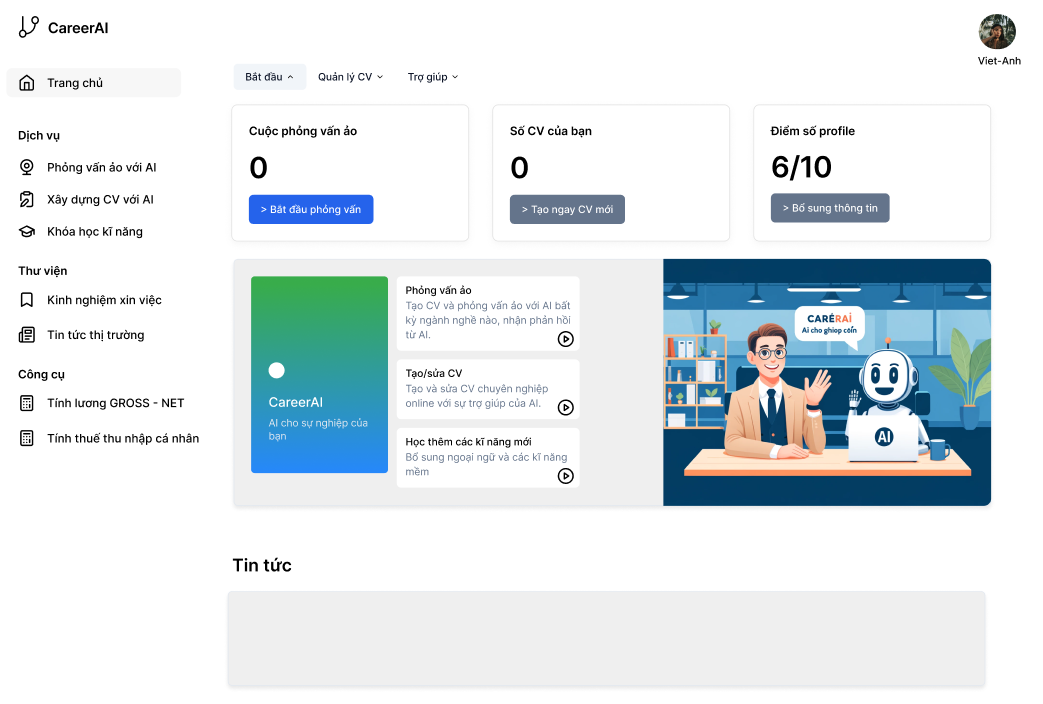 CareerAI
Viet-Anh
Trang chủ
Dịch vụ
Phỏng vấn ảo với AI
Xây dựng CV với AI
Khóa học kĩ năng
Thư viện
Kinh nghiệm xin việc
Tin tức thị trường
Công cụ
Tính lương GROSS - NET
Tính thuế thu nhập cá nhân
Bắt đầu
Quản lý CV
Trợ giúp
Cuộc phỏng vấn ảo
0
> Bắt đầu phỏng vấn
Số CV của bạn
0
> Tạo ngay CV mới
Điểm số profile
6/10
> Bổ sung thông tin
CareerAI
AI cho sự nghiệp của
bạn
Phỏng vấn ảo
Tạo CV và phỏng vấn ảo với AI bất
kỳ ngành nghề nào, nhận phản hồi
từ AI.
Tạo/sửa CV
Tạo và sửa CV chuyên nghiệp
online với sự trợ giúp của AI.
Học thêm các kĩ năng mới
Bổ sung ngoại ngữ và các kĩ năng
mềm
CARÉRAi
Ai cho ghiep cốn
AI
Tin tức